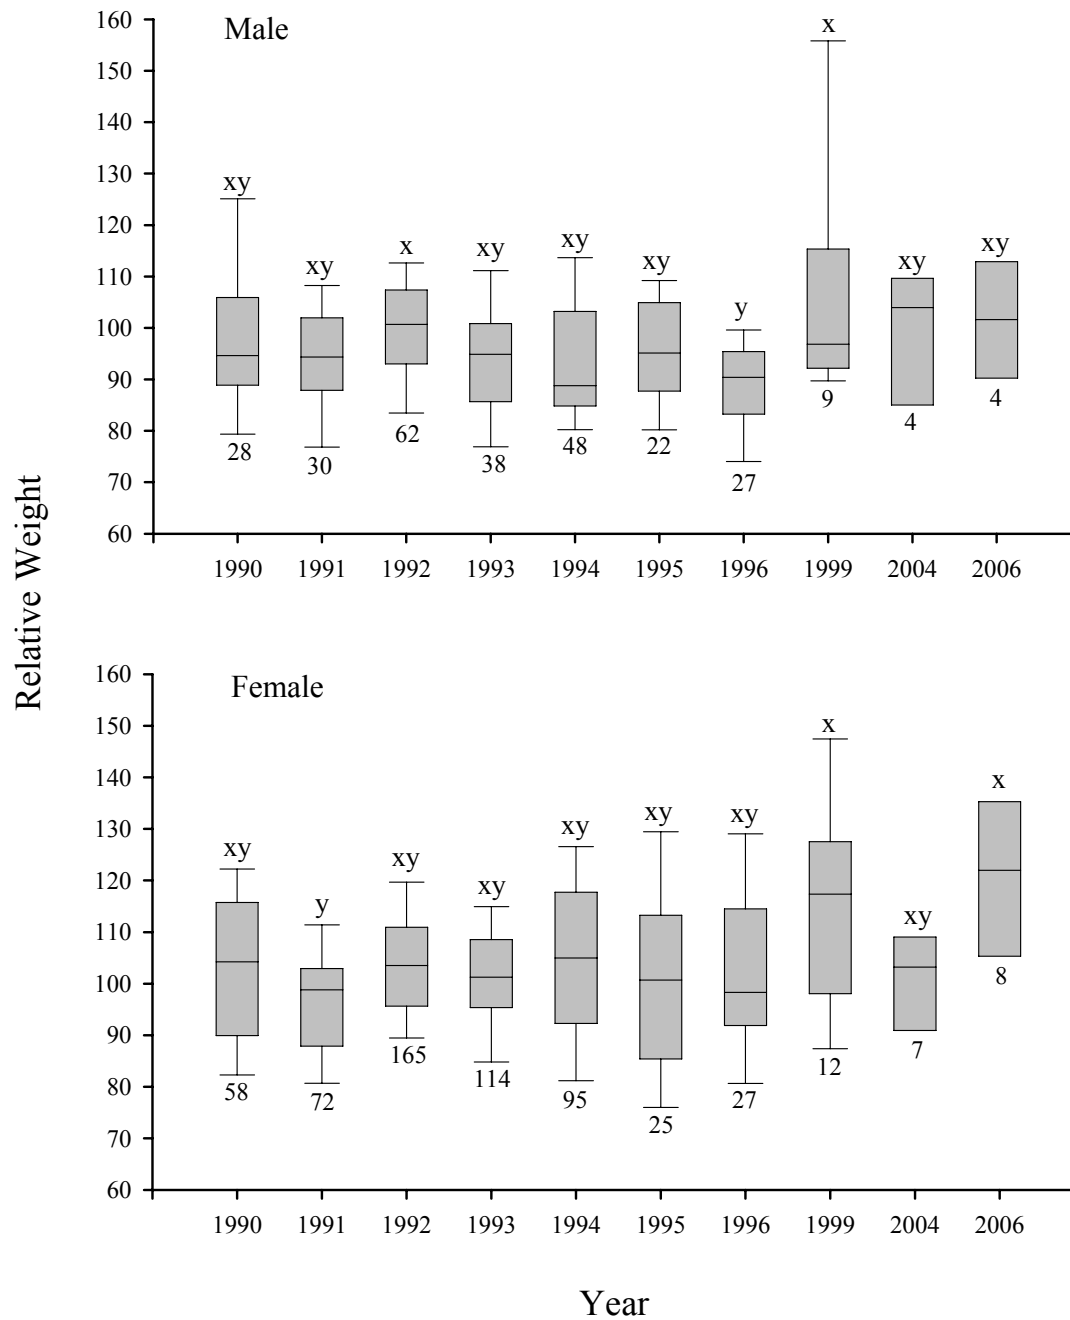 Relative Weight
Male
160
150
140
130
120
110
100
90
80
70
60
xy
xy
x
xy
xy
xy
y
x
xy
xy
28
30
62
38
48
22
27
9
4
4
1990 1991 1992 1993 1994 1995 1996 1999 2004 2006
Female
160
150
140
130
120
110
100
90
80
70
60
xy
y
xy
xy
xy
xy
xy
x
xy
x
58
72
165
114
95
25
27
12
7
8
1990 1991 1992 1993 1994 1995 1996 1999 2004 2006
Year